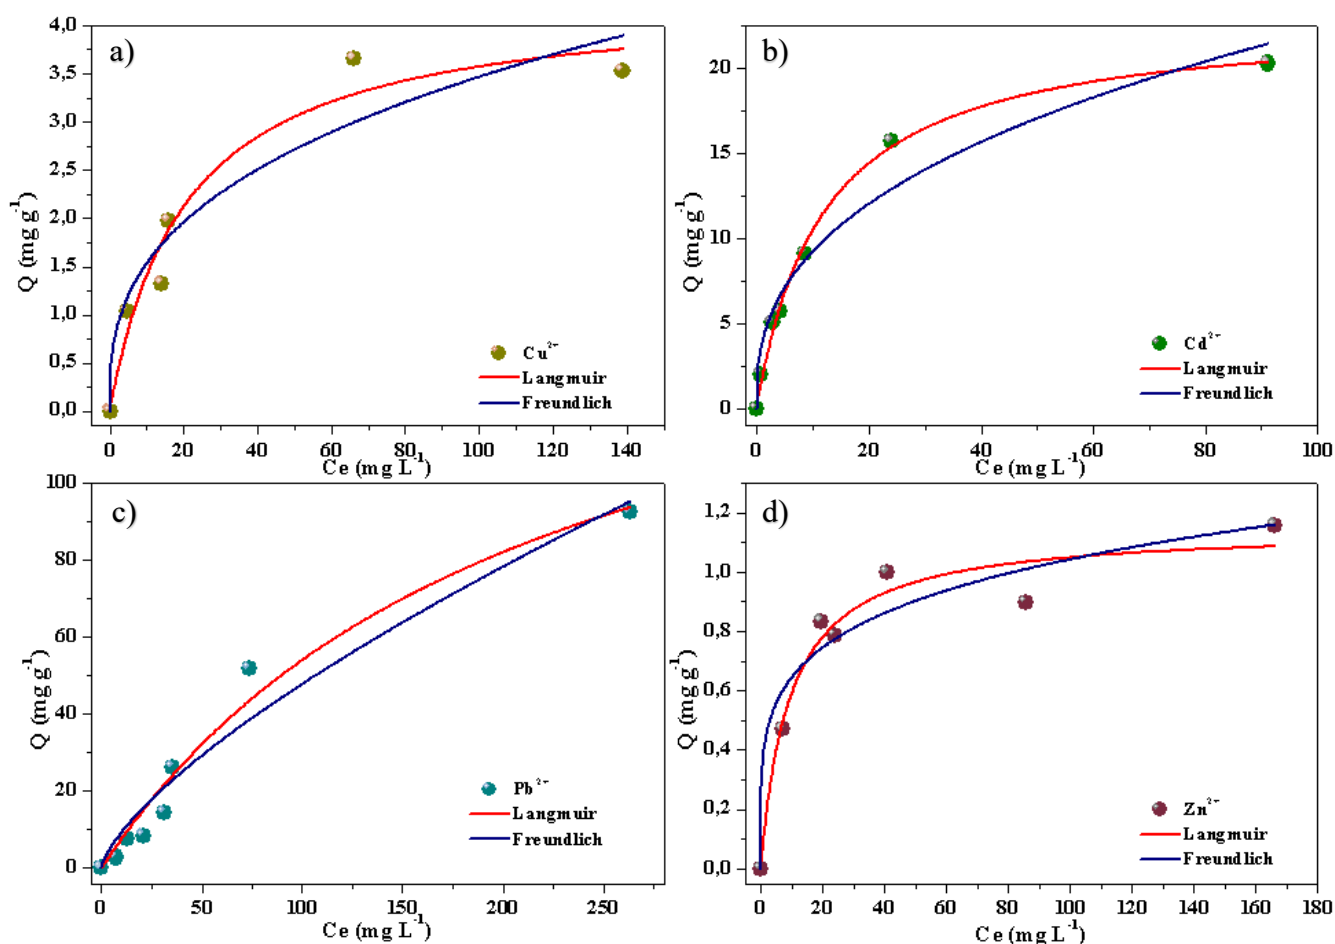 a)
4,0
3,5
3,0
2,5
2,0
1,5
1,0
0,5
0,0
Q (mg g⁻¹)
Cu²⁺
Langmuir
Freundlich
0 20 40 60 80 100 120 140
Ce (mg L⁻¹)
b)
20
15
10
5
0
Q (mg g⁻¹)
Cd²⁺
Langmuir
Freundlich
0 20 40 60 80 100
Ce (mg L⁻¹)
c)
100
80
60
40
20
0
Q (mg g⁻¹)
Pb²⁺
Langmuir
Freundlich
0 50 100 150 200 250
Ce (mg L⁻¹)
d)
1,2
1,0
0,8
0,6
0,4
0,2
0,0
Q (mg g⁻¹)
Zn²⁺
Langmuir
Freundlich
0 20 40 60 80 100 120 140 160 180
Ce (mg L⁻¹)